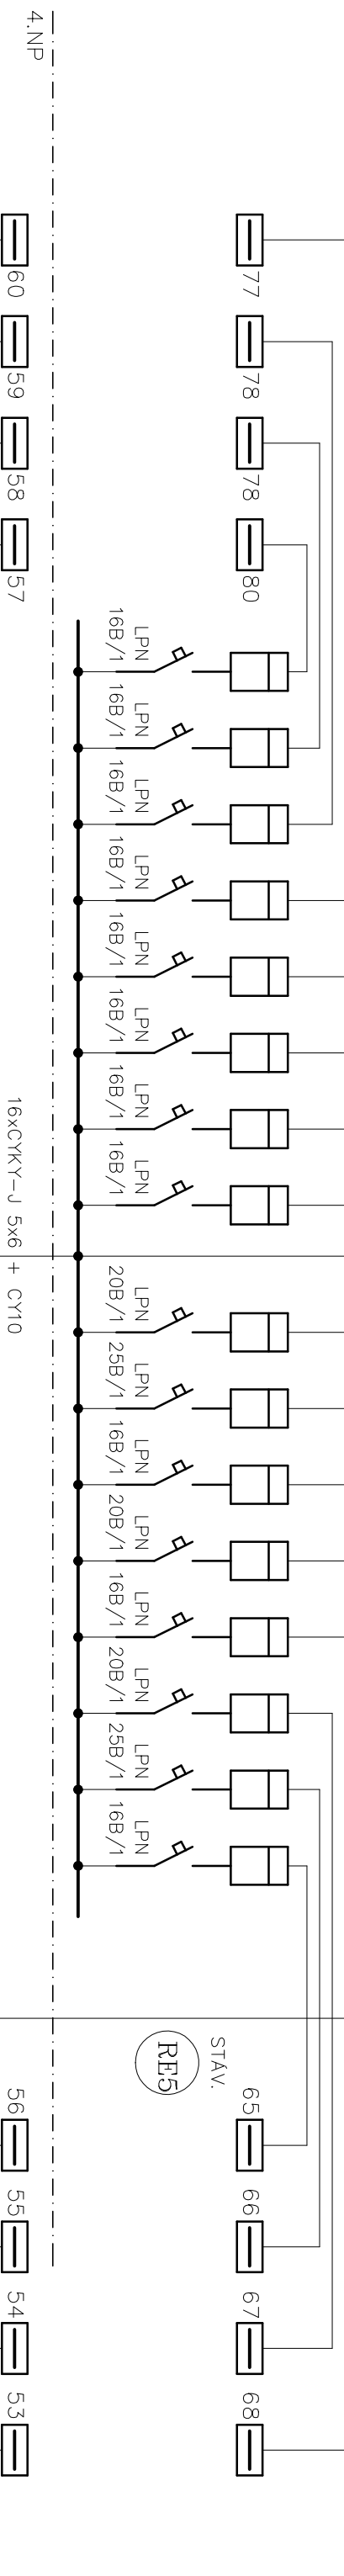 4.NP
60
59
58
57
77
78
78
80
LPN
16B/1
LPN
16B/1
LPN
16B/1
LPN
16B/1
LPN
16B/1
LPN
16B/1
LPN
16B/1
LPN
16B/1
16xCYKY-J 5x6 + CY10
LPN
20B/1
LPN
25B/1
LPN
16B/1
LPN
20B/1
LPN
16B/1
LPN
20B/1
LPN
25B/1
LPN
16B/1
STÁV.
RE5
65
66
67
68
56
55
54
53